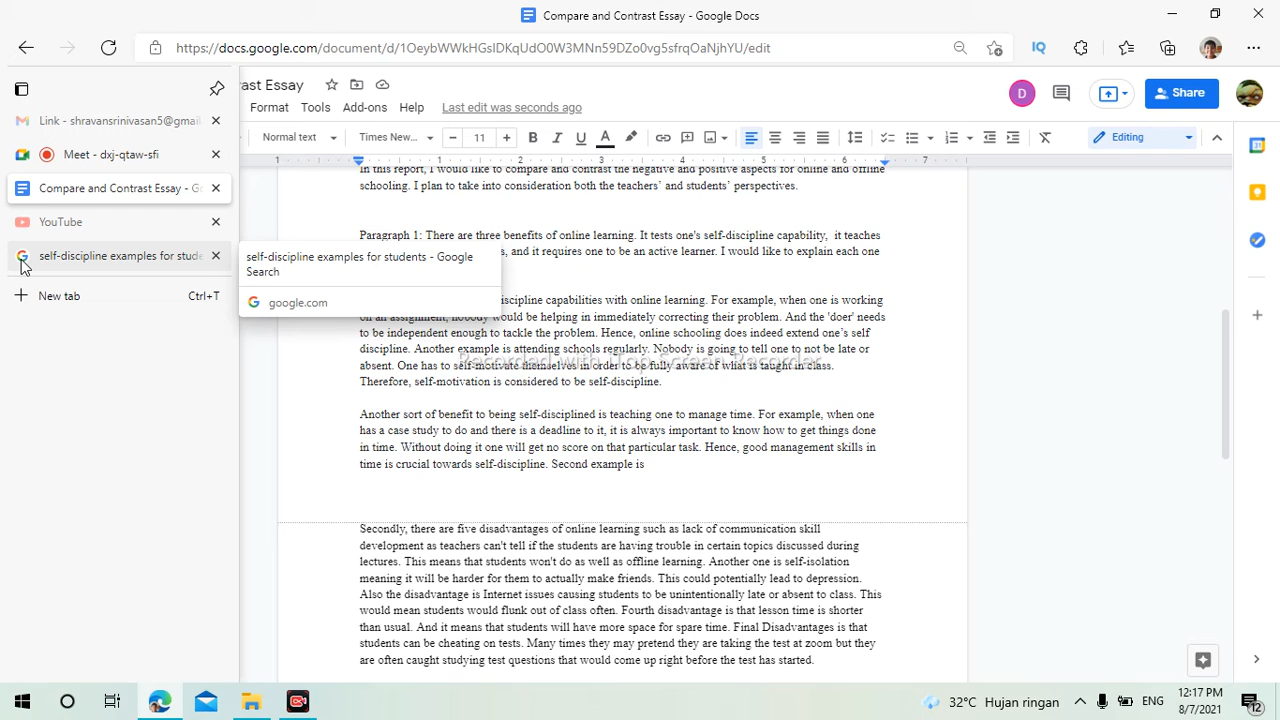 Compare and Contrast Essay - Google Docs
https://docs.google.com/document/d/1OeybWWkHGsIDKqUdO0W3MNn59DZo0vg5sfrqOaNjhYU/edit
IQ
ast Essay
Format Tools Add-ons Help Last edit was seconds ago
D
Share
Link - shravansrinivasan5@gmai
Meet - dxj-qtaw-sfi
Compare and Contrast Essay - Go
YouTube
self-discipline examples for stude
New tab Ctrl+T
self-discipline examples for students - Google
Search
google.com
Normal text Times New... 11 Editing
1 1 2 3 4 5 6 7
In this report, I would like to compare and contrast the negative and positive aspects for online and offline
schooling. I plan to take into consideration both the teachers’ and students’ perspectives.
Paragraph 1: There are three benefits of online learning. It tests one's self-discipline capability, it teaches
s, and it requires one to be an active learner. I would like to explain each one
scipline capabilities with online learning. For example, when one is working
on an assignment, nobody would be helping in immediately correcting their problem. And the 'doer' needs
to be independent enough to tackle the problem. Hence, online schooling does indeed extend one’s self
discipline. Another example is attending schools regularly. Nobody is going to tell one to not be late or
absent. One has to self-motivate themselves in order to be fully aware of what is taught in class.
Therefore, self-motivation is considered to be self-discipline.
Recorded with iTop Screen Recorder
Another sort of benefit to being self-disciplined is teaching one to manage time. For example, when one
has a case study to do and there is a deadline to it, it is always important to know how to get things done
in time. Without doing it one will get no score on that particular task. Hence, good management skills in
time is crucial towards self-discipline. Second example is
Secondly, there are five disadvantages of online learning such as lack of communication skill
development as teachers can't tell if the students are having trouble in certain topics discussed during
lectures. This means that students won't do as well as offline learning. Another one is self-isolation
meaning it will be harder for them to actually make friends. This could potentially lead to depression.
Also the disadvantage is Internet issues causing students to be unintentionally late or absent to class. This
would mean students would flunk out of class often. Fourth disadvantage is that lesson time is shorter
than usual. And it means that students will have more space for spare time. Final Disadvantages is that
students can be cheating on tests. Many times they may pretend they are taking the test at zoom but they
are often caught studying test questions that would come up right before the test has started.
32°C Hujan ringan ENG
12:17 PM
8/7/2021
12